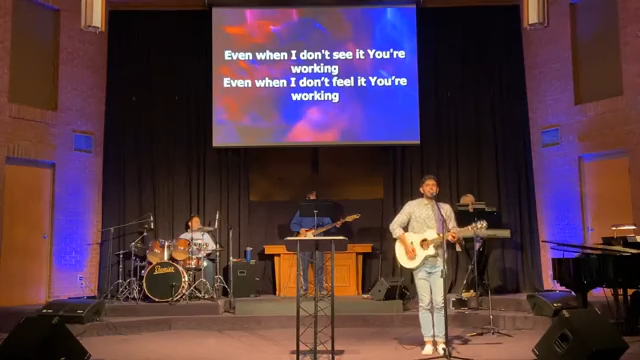 Even when I don't see it You're
working
Even when I don't feel it You're
working